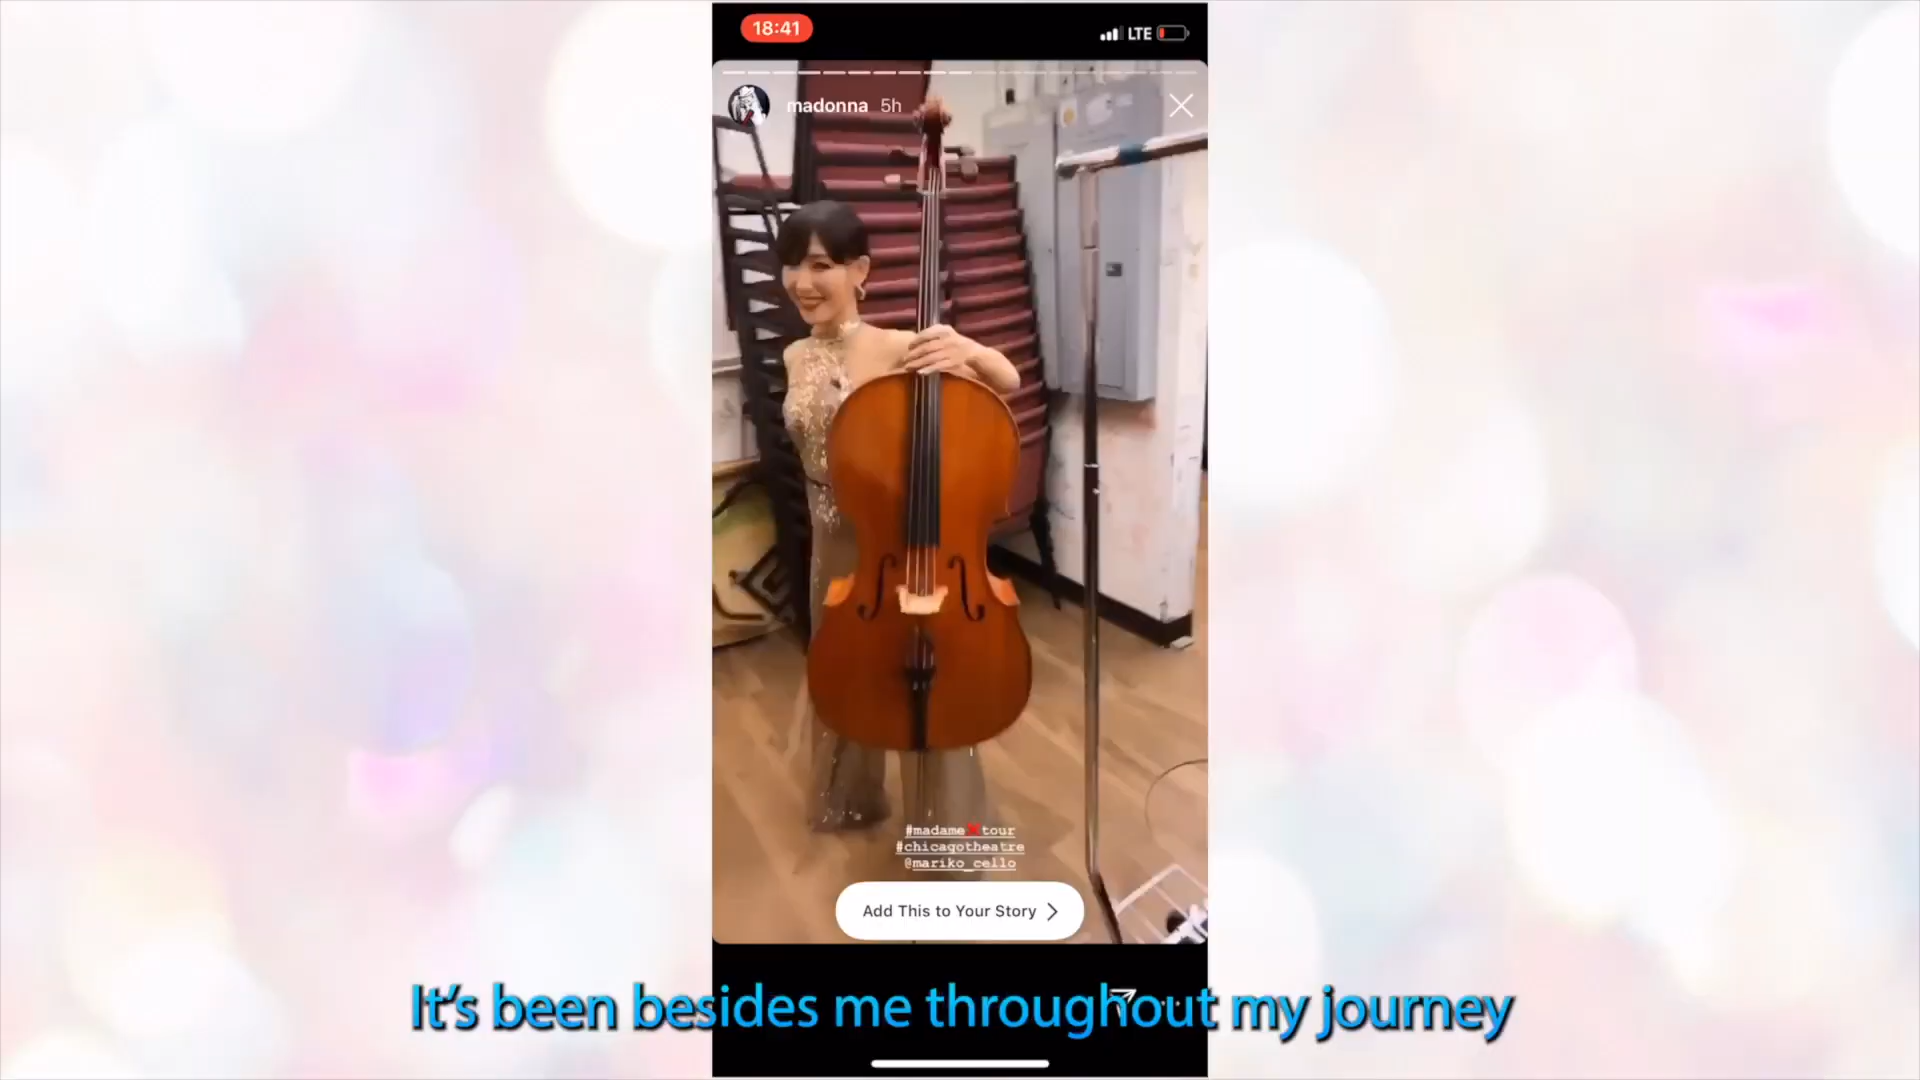 18:41
LTE
madonna 5h
#madame❌tour
#chicagotheatre
@mariko_cello
Add This to Your Story
It's been besides me throughout my journey